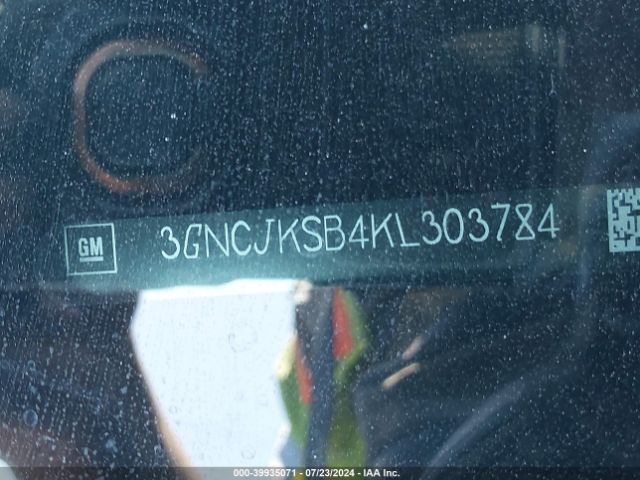 GM 3GNCJKSB4KL303784
000-39935071 - 07/23/2024 - IAA Inc.